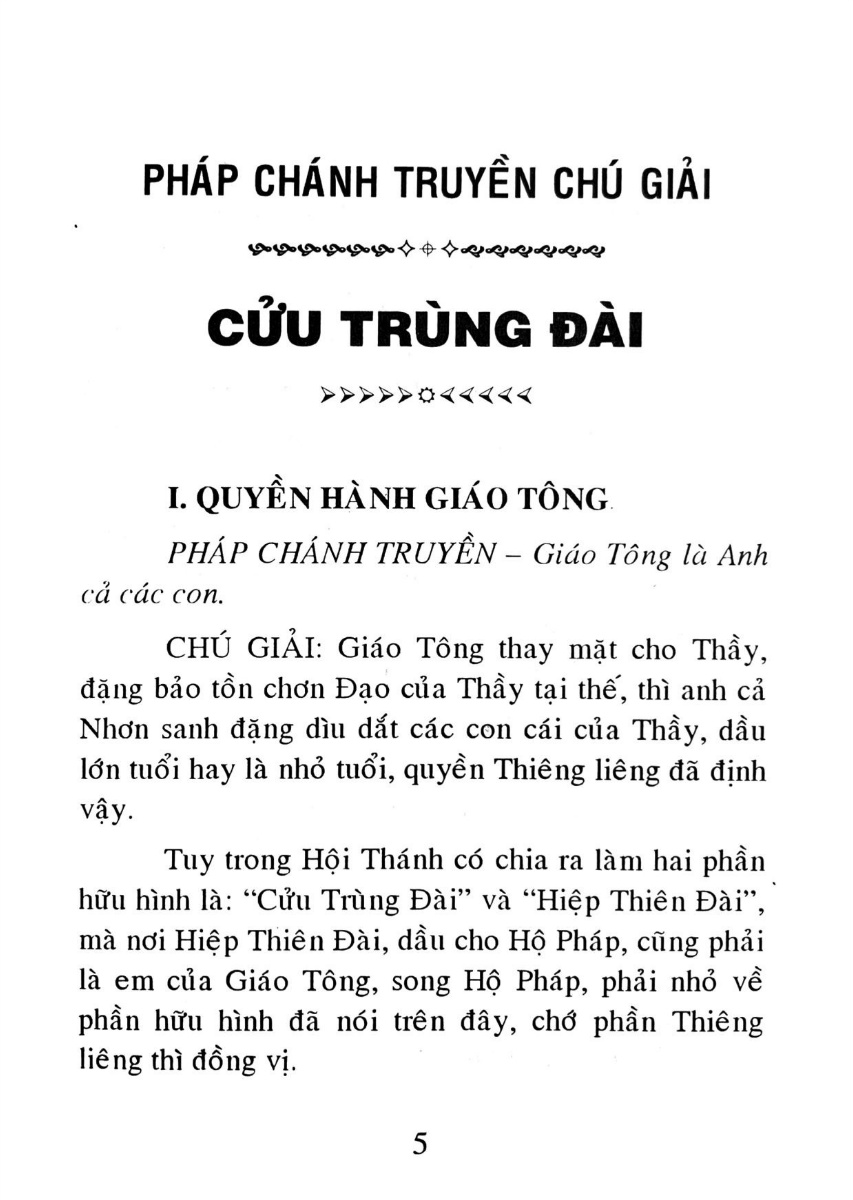 PHÁP CHÁNH TRUYỀN CHÚ GIẢI
CỬU TRÙNG ĐÀI
I. QUYỀN HÀNH GIÁO TÔNG
PHÁP CHÁNH TRUYỀN – Giáo Tông là Anh
cả các con.
CHÚ GIẢI: Giáo Tông thay mặt cho Thầy,
đặng bảo tồn chơn Đạo của Thầy tại thế, thì anh cả
Nhơn sanh đặng dìu dắt các con cái của Thầy, dầu
lớn tuổi hay là nhỏ tuổi, quyền Thiêng liêng đã định
vậy.
Tuy trong Hội Thánh có chia ra làm hai phần
hữu hình là: “Cửu Trùng Đài” và “Hiệp Thiên Đài”,
mà nơi Hiệp Thiên Đài, dầu cho Hộ Pháp, cũng phải
là em của Giáo Tông, song Hộ Pháp, phải nhỏ về
phần hữu hình đã nói trên đây, chớ phần Thiêng
liêng thì đồng vị.
5